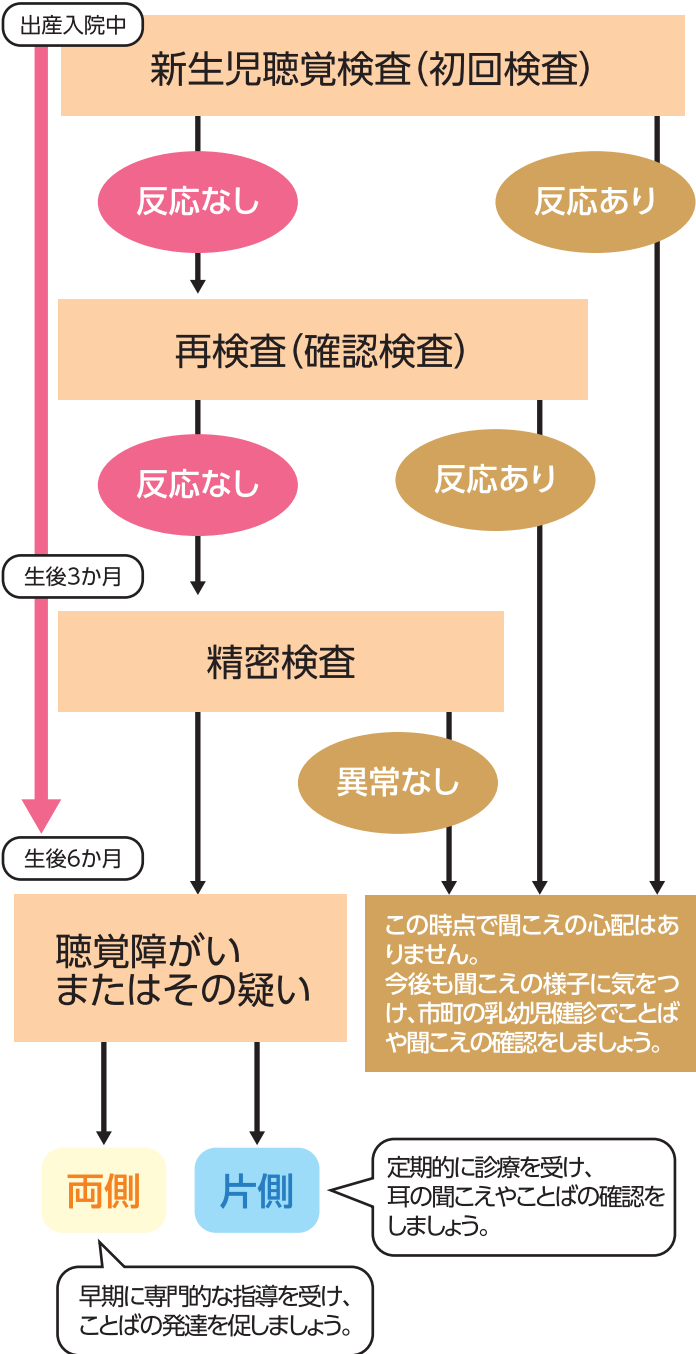 出産入院中
新生児聴覚検査(初回検査)
反応なし
反応あり
再検査(確認検査)
反応なし
反応あり
生後3か月
精密検査
異常なし
生後6か月
聴覚障がい
またはその疑い
この時点で聞こえの心配はあ
りません。
今後も聞こえの様子に気をつ
け、市町の乳幼児健診でことば
や聞こえの確認をしましょう。
両側
片側
定期的に診療を受け、
耳の聞こえやことばの確認を
しましょう。
早期に専門的な指導を受け、
ことばの発達を促しましょう。